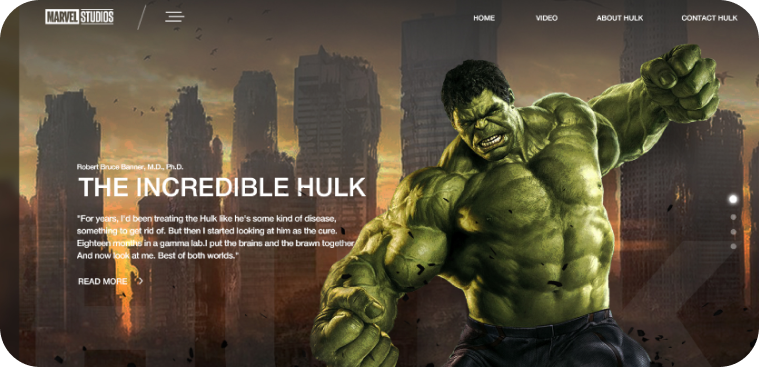 MARVEL STUDIOS
HOME
VIDEO
ABOUT HULK
CONTACT HULK
Robert Bruce Banner, M.D., Ph.D.
THE INCREDIBLE HULK
"For years, I'd been treating the Hulk like he's some kind of disease,
something to get rid of. But then I started looking at him as the cure.
Eighteen months in a gamma lab.I put the brains and the brawn together
And now look at me. Best of both worlds."
READ MORE